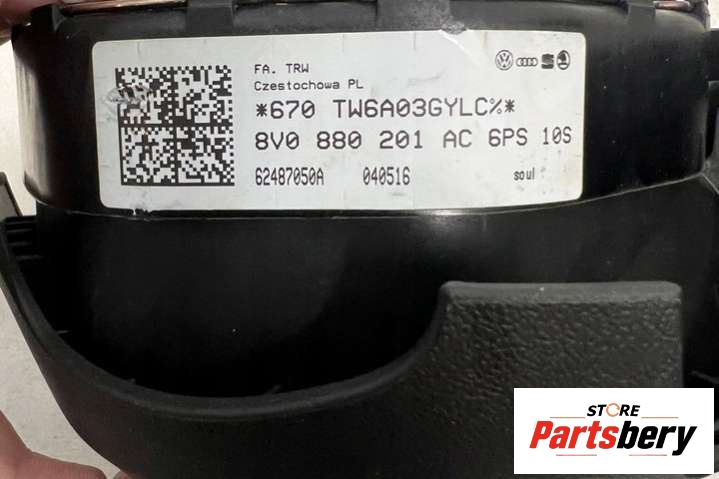 FA. TRW
Czestochowa PL
*670 TW6A03GYLC%*
8V0 880 201 AC 6PS 10S
62487050A 040516 soul
STORE
Partsbery